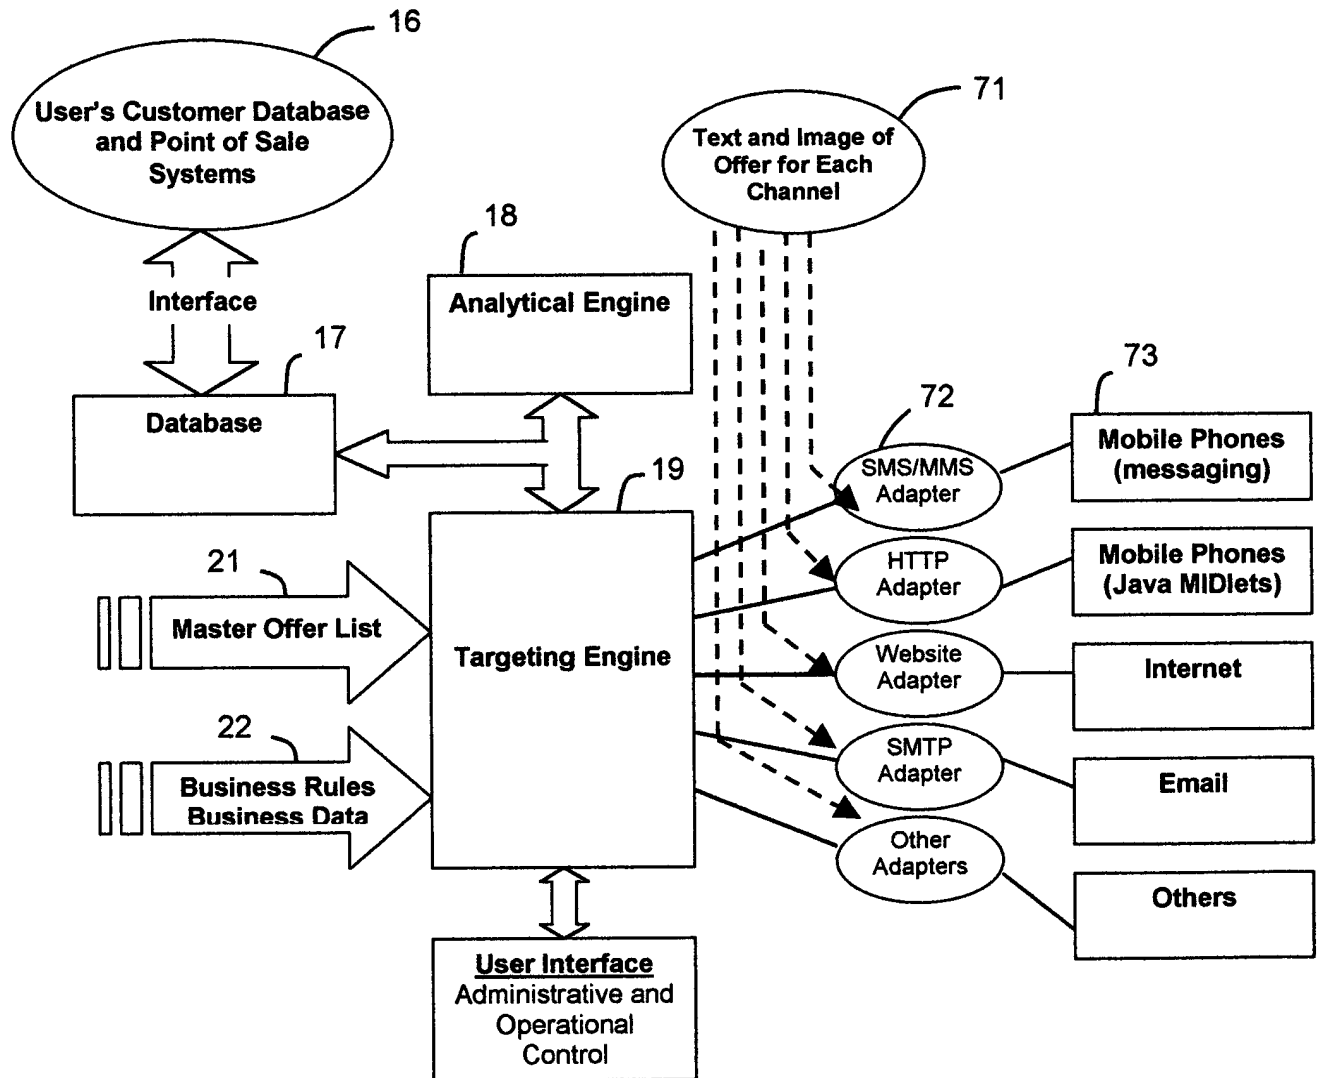 16
User's Customer Database
and Point of Sale
Systems
71
Text and Image of
Offer for Each
Channel
18
Analytical Engine
Interface
17
Database
72
73
SMS/MMS
Adapter
Mobile Phones
(messaging)
19
HTTP
Adapter
Mobile Phones
(Java MIDlets)
21
Master Offer List
Targeting Engine
Website
Adapter
Internet
22
Business Rules
Business Data
SMTP
Adapter
Email
Other
Adapters
Others
User Interface
Administrative and
Operational
Control